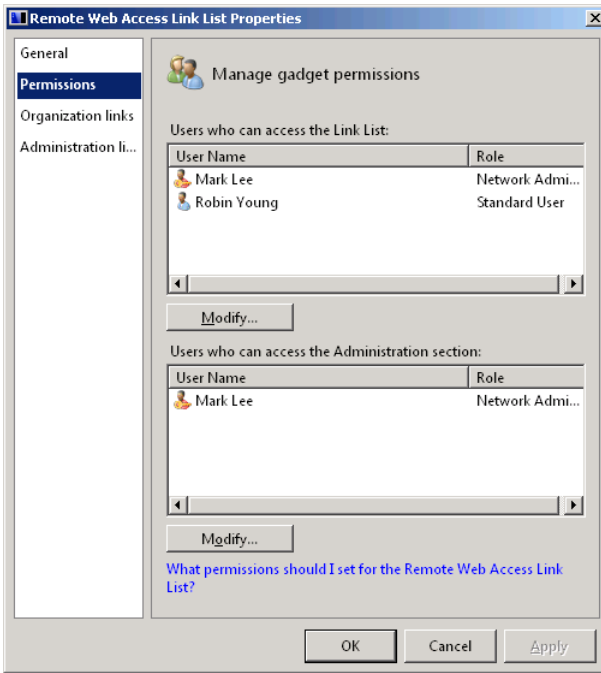 Remote Web Access Link List Properties
General
Permissions
Organization links
Administration li...
Manage gadget permissions
Users who can access the Link List:
User Name Role
Mark Lee Network Admi...
Robin Young Standard User
Modify...
Users who can access the Administration section:
User Name Role
Mark Lee Network Admi...
Modify...
What permissions should I set for the Remote Web Access Link
List?
OK Cancel Apply